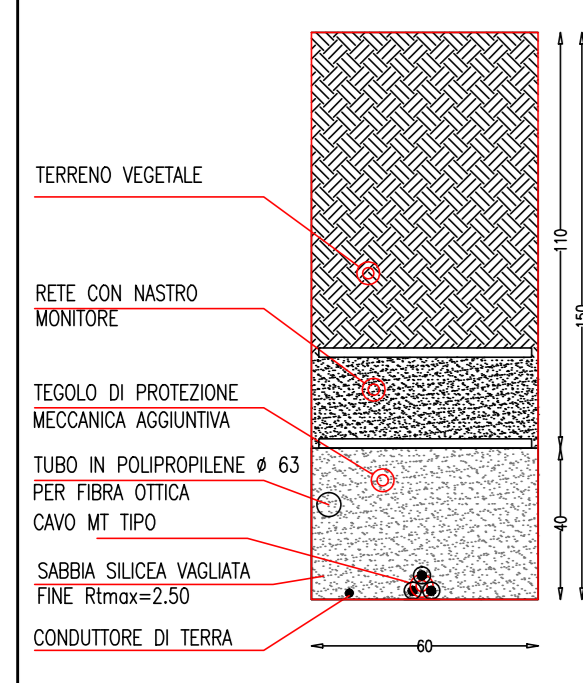 TERRENO VEGETALE
RETE CON NASTRO
MONITORE
TEGOLO DI PROTEZIONE
MECCANICA AGGIUNTIVA
TUBO IN POLIPROPILENE ø 63
PER FIBRA OTTICA
CAVO MT TIPO
SABBIA SILICEA VAGLIATA
FINE Rtmax=2.50
CONDUTTORE DI TERRA
110
150
40
60